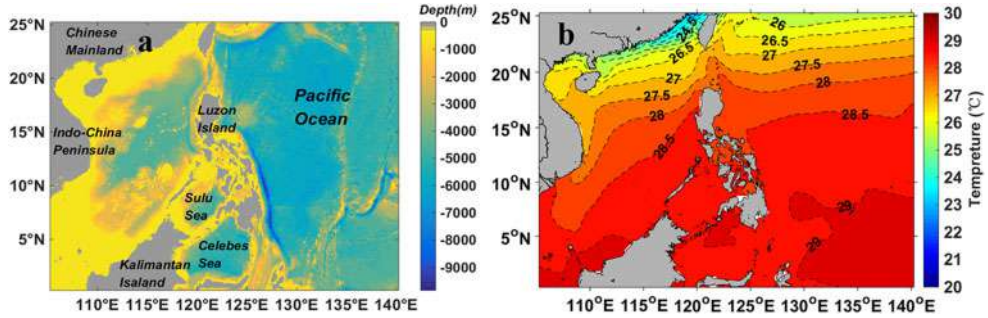 Depth(m)
a
0
-1000
-2000
-3000
-4000
-5000
-6000
-7000
-8000
-9000
25°N
20°N
15°N
10°N
5°N
Chinese
Mainland
Indo-China
Peninsula
Luzon
Island
Pacific
Ocean
Sulu
Sea
Celebes
Sea
Kalimantan
Isaland
110°E 115°E 120°E 125°E 130°E 135°E 140°E
b
25°N
20°N
15°N
10°N
5°N
24.5
26
26.5
26.5
27
27
27.5
27.5
28
28
28.5
28.5
29
29
110°E 115°E 120°E 125°E 130°E 135°E 140°E
30
29
28
27
26
25
24
23
22
21
20
Tempreture (℃)